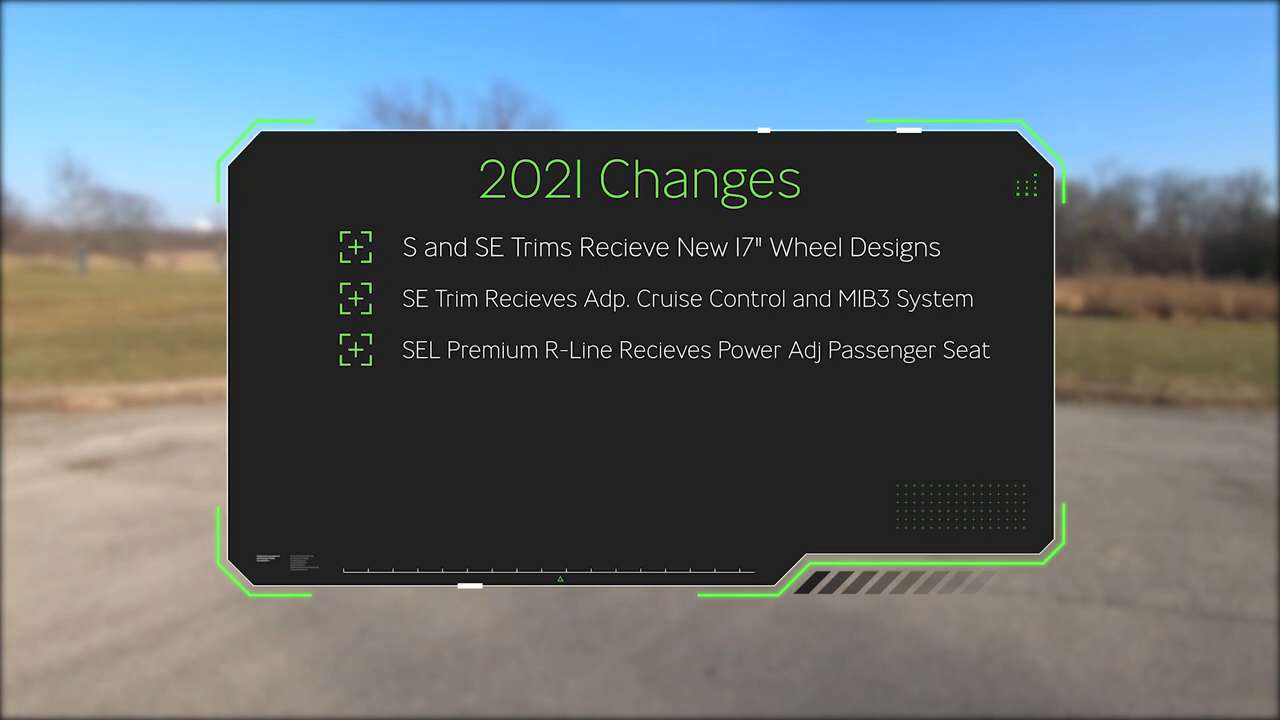 2021 Changes
S and SE Trims Recieve New 17" Wheel Designs
SE Trim Recieves Adp. Cruise Control and MIB3 System
SEL Premium R-Line Recieves Power Adj Passenger Seat